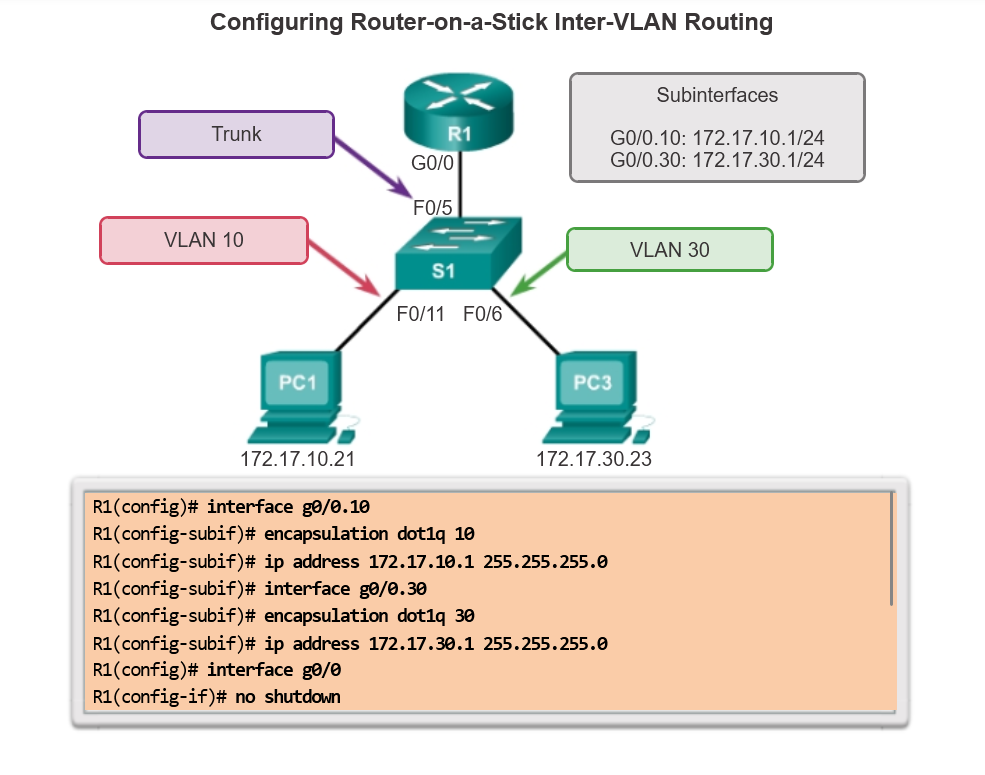 Configuring Router-on-a-Stick Inter-VLAN Routing
Subinterfaces
G0/0.10: 172.17.10.1/24
G0/0.30: 172.17.30.1/24
Trunk
R1
G0/0
F0/5
VLAN 10
VLAN 30
S1
F0/11 F0/6
PC1
PC3
172.17.10.21
172.17.30.23
R1(config)# interface g0/0.10
R1(config-subif)# encapsulation dot1q 10
R1(config-subif)# ip address 172.17.10.1 255.255.255.0
R1(config-subif)# interface g0/0.30
R1(config-subif)# encapsulation dot1q 30
R1(config-subif)# ip address 172.17.30.1 255.255.255.0
R1(config)# interface g0/0
R1(config-if)# no shutdown